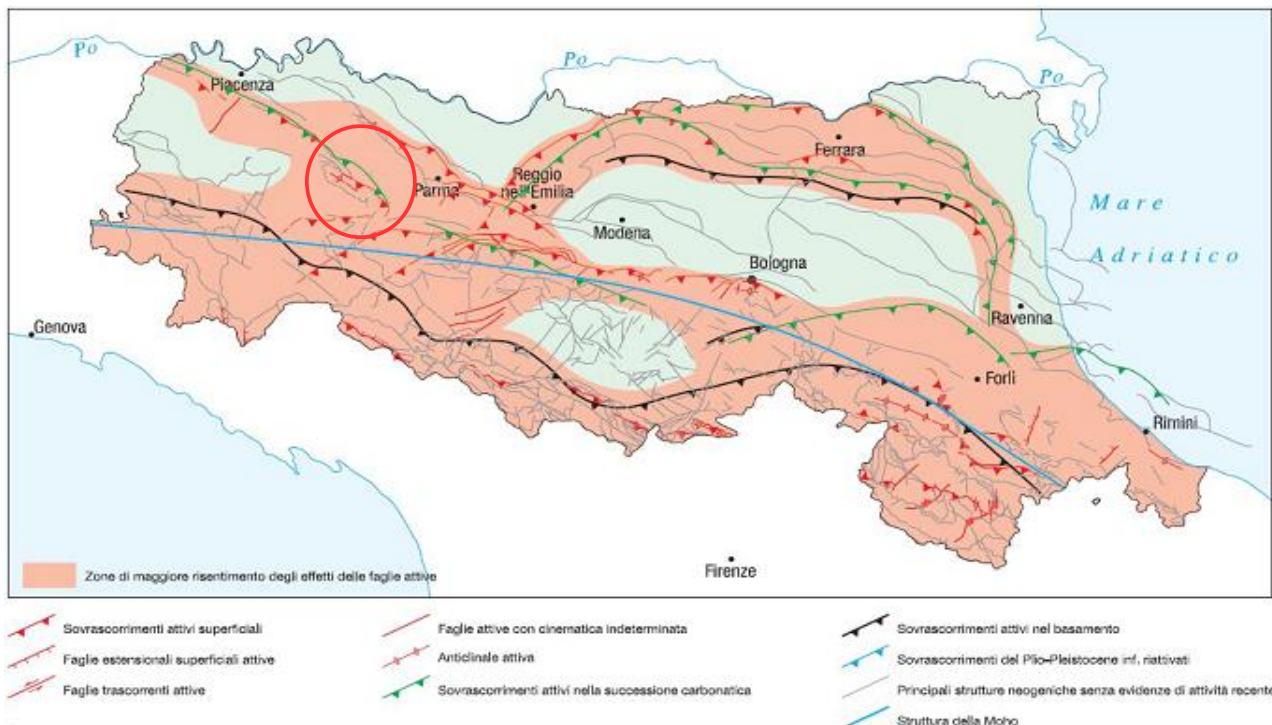 Po
Po
Po
Piacenza
Ferrara
Parma
Reggio
nell'Emilia
Modena
Mare
Adriatico
Bologna
Ravenna
Genova
Forlì
Rimini
Firenze
Zone di maggiore risentimento degli effetti delle faglie attive
Sovrascorrimenti attivi superficiali
Faglie estensionali superficiali attive
Faglie trascorrenti attive
Faglie attive con cinematica indeterminata
Anticlinale attiva
Sovrascorrimenti attivi nella successione carbonatica
Sovrascorrimenti attivi nel basamento
Sovrascorrimenti del Plio–Pleistocene inf. riattivati
Principali strutture neogeniche senza evidenze di attività recente
Struttura della Moho